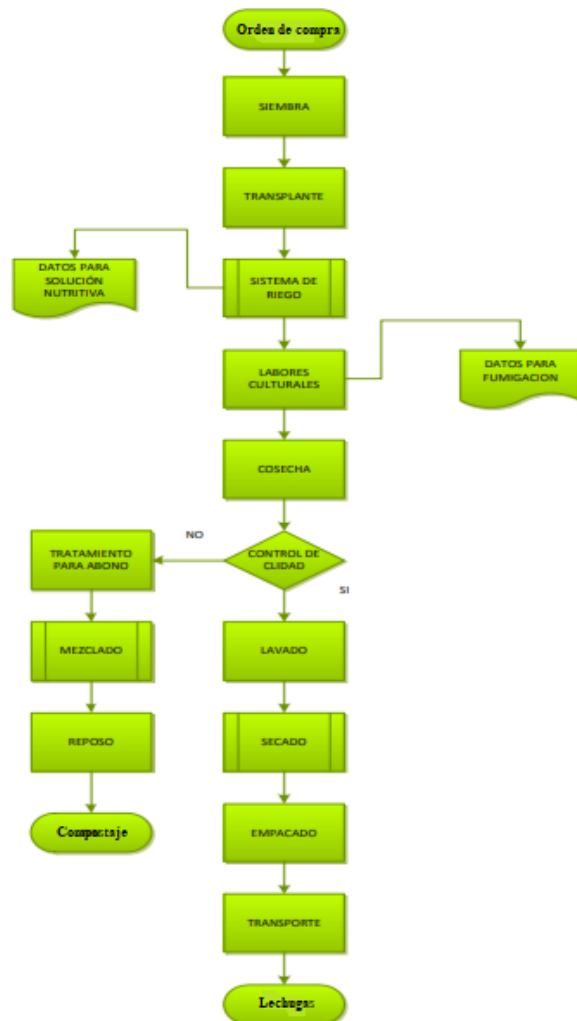 Orden de compra
SIEMBRA
TRANSPLANTE
DATOS PARA
SOLUCIÓN
NUTRITIVA
SISTEMA DE
RIEGO
LABORES
CULTURALES
DATOS PARA
FUMIGACION
COSECHA
NO
TRATAMIENTO
PARA ABONO
CONTROL DE
CLIDAD
SI
MEZCLADO
LAVADO
REPOSO
SECADO
Compostaje
EMPACADO
TRANSPORTE
Lechugas